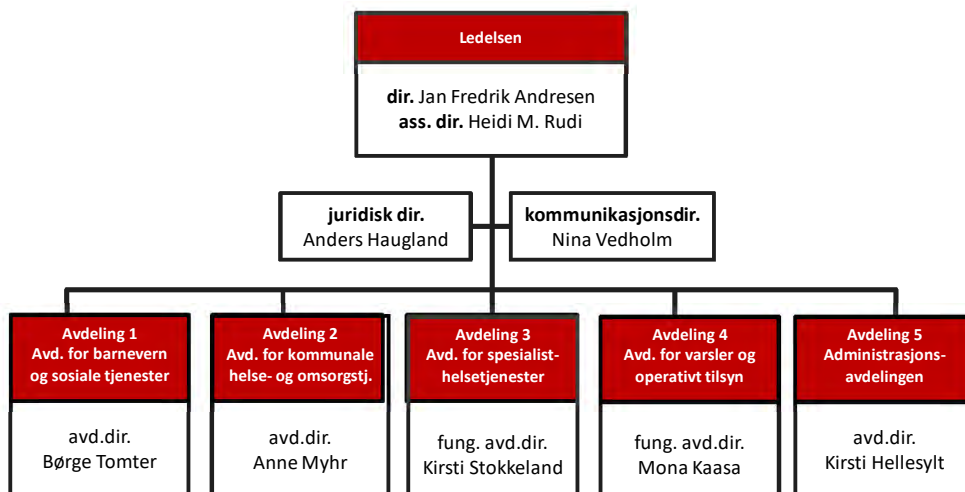 Ledelsen
dir. Jan Fredrik Andresen
ass. dir. Heidi M. Rudi
juridisk dir.
Anders Haugland
kommunikasjonsdir.
Nina Vedholm
Avdeling 1
Avd. for barnevern
og sosiale tjenester
avd.dir.
Børge Tomter
Avdeling 2
Avd. for kommunale
helse- og omsorgstj.
avd.dir.
Anne Myhr
Avdeling 3
Avd. for spesialist-
helsetjenester
fung. avd.dir.
Kirsti Stokkeland
Avdeling 4
Avd. for varsler og
operativt tilsyn
fung. avd.dir.
Mona Kaasa
Avdeling 5
Administrasjons-
avdelingen
avd.dir.
Kirsti Hellesylt